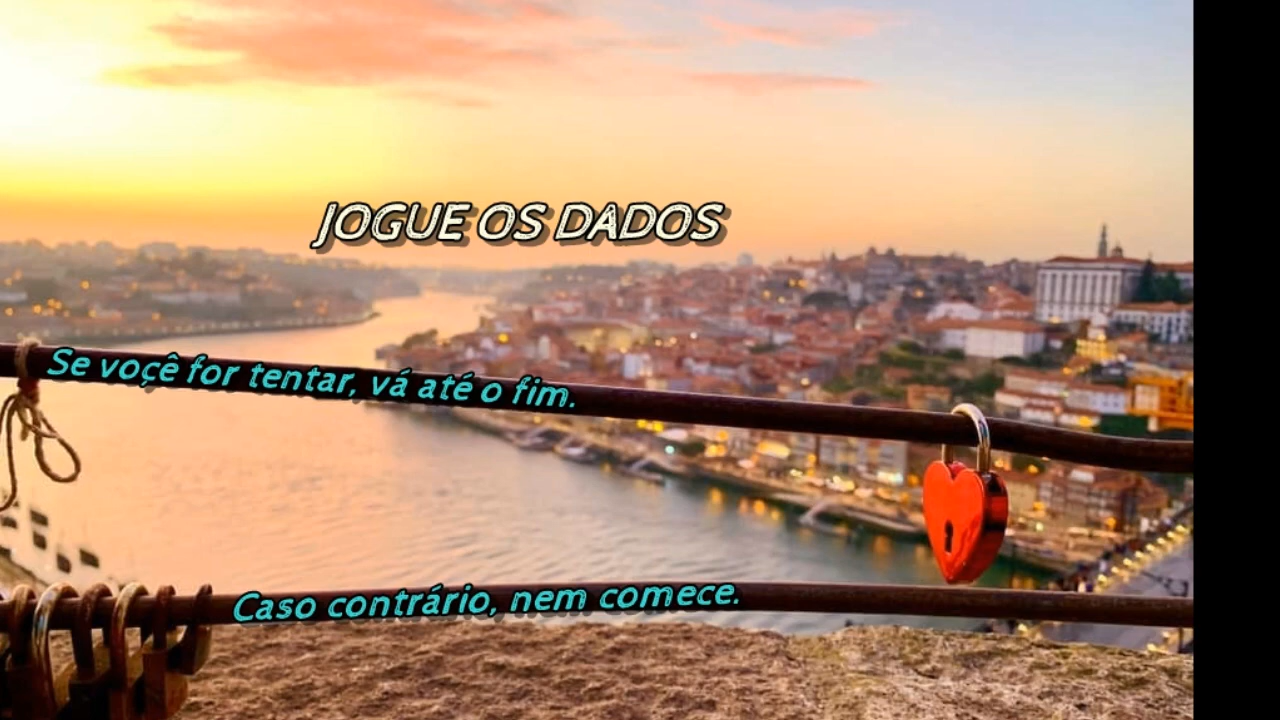 JOGUE OS DADOS
Se voçê for tentar, vá até o fim.
Caso contrário, nem comece.